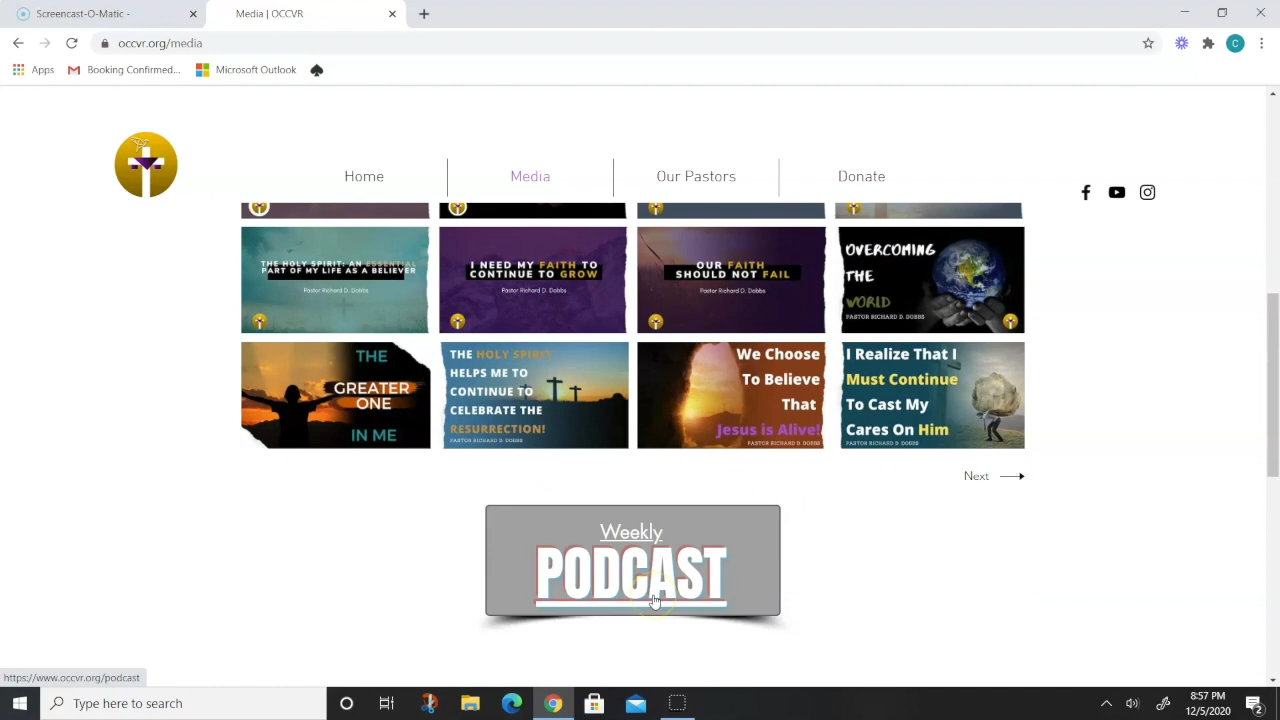 Screencast-O-Matic -
Media | OCCVR
occvr.org/media
C
Apps
Booking Confirmed...
Microsoft Outlook
Home
Media
Our Pastors
Donate
THE HOLY SPIRIT: AN ESSENTIAL
PART OF MY LIFE AS A BELIEVER
Pastor Richard D. Dobbs
I NEED MY FAITH TO
CONTINUE TO GROW
Pastor Richard D. Dobbs
OUR FAITH
SHOULD NOT FAIL
Pastor Richard D. Dobbs
OVERCOMING
THE
WORLD
PASTOR RICHARD D. DOBBS
THE
GREATER
ONE
IN ME
THE HOLY SPIRIT
HELPS ME TO
CONTINUE TO
CELEBRATE THE
RESURRECTION!
PASTOR RICHARD D. DOBBS
We Choose
To Believe
That
Jesus is Alive!
PASTOR RICHARD D. DOBBS
I Realize That I
Must Continue
To Cast My
Cares On Him
PASTOR RICHARD D. DOBBS
Next
Weekly
PODCAST
https://www.occvr.org/podcast
Type here to search
8:57 PM
12/5/2020
2